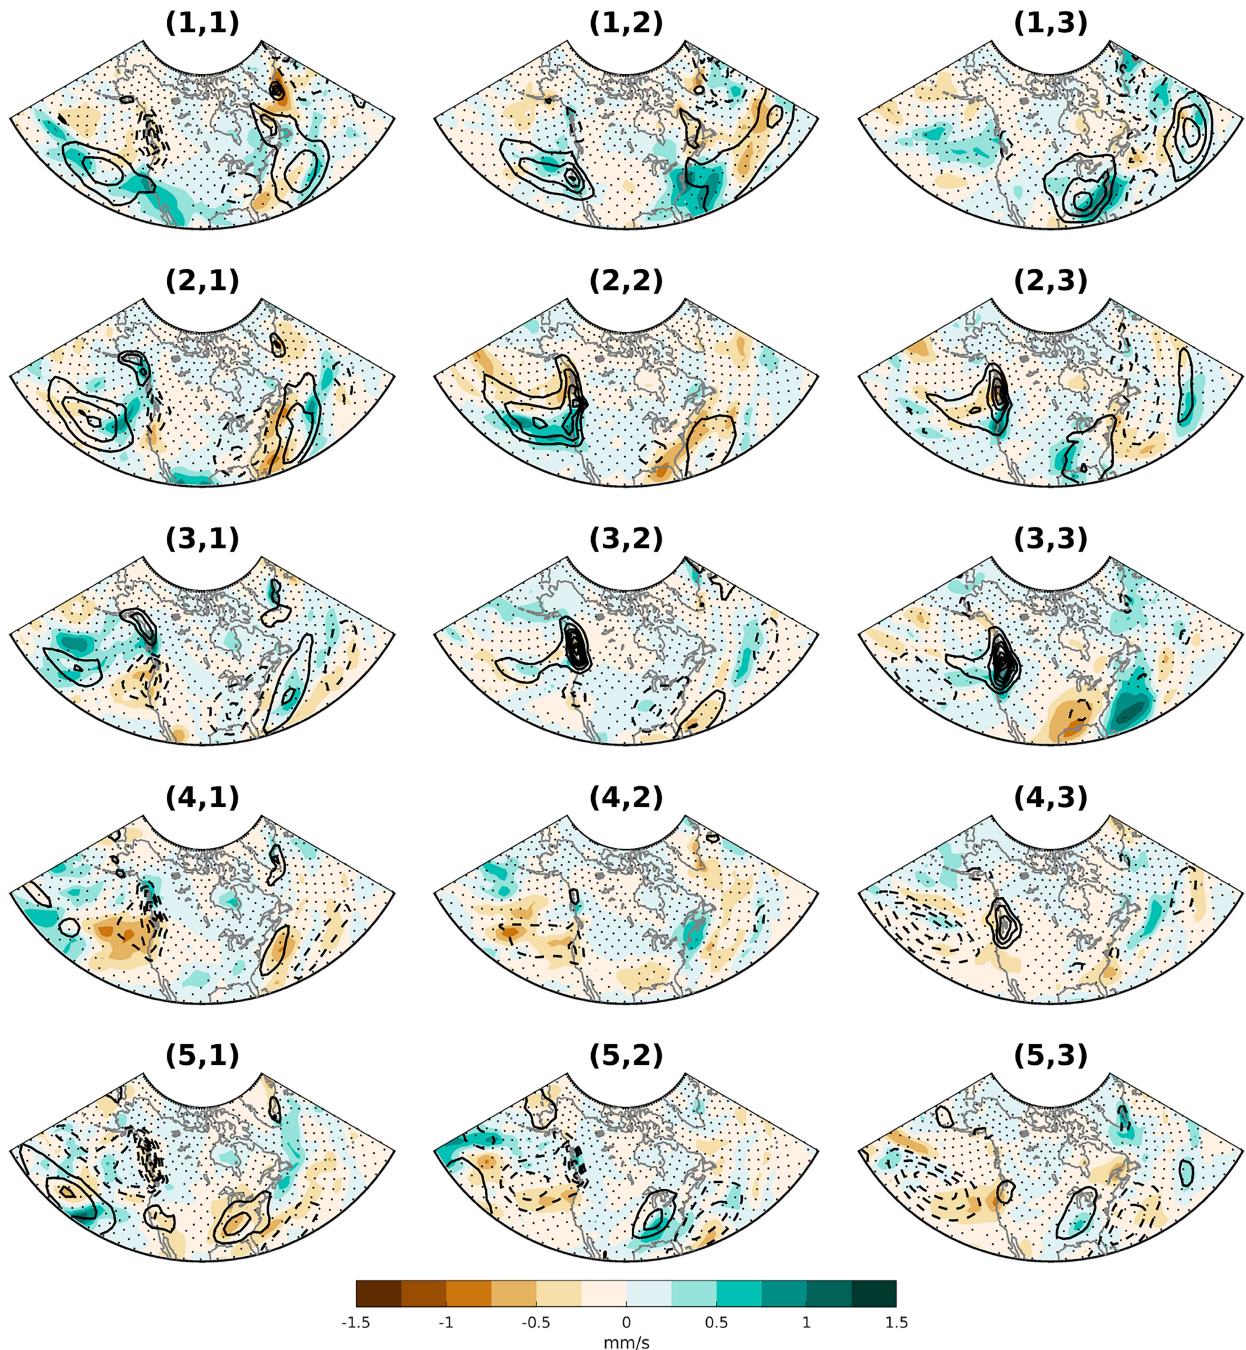 (1,1) (1,2) (1,3)
(2,1) (2,2) (2,3)
(3,1) (3,2) (3,3)
(4,1) (4,2) (4,3)
(5,1) (5,2) (5,3)
-1.5 -1 -0.5 0 0.5 1 1.5
mm/s